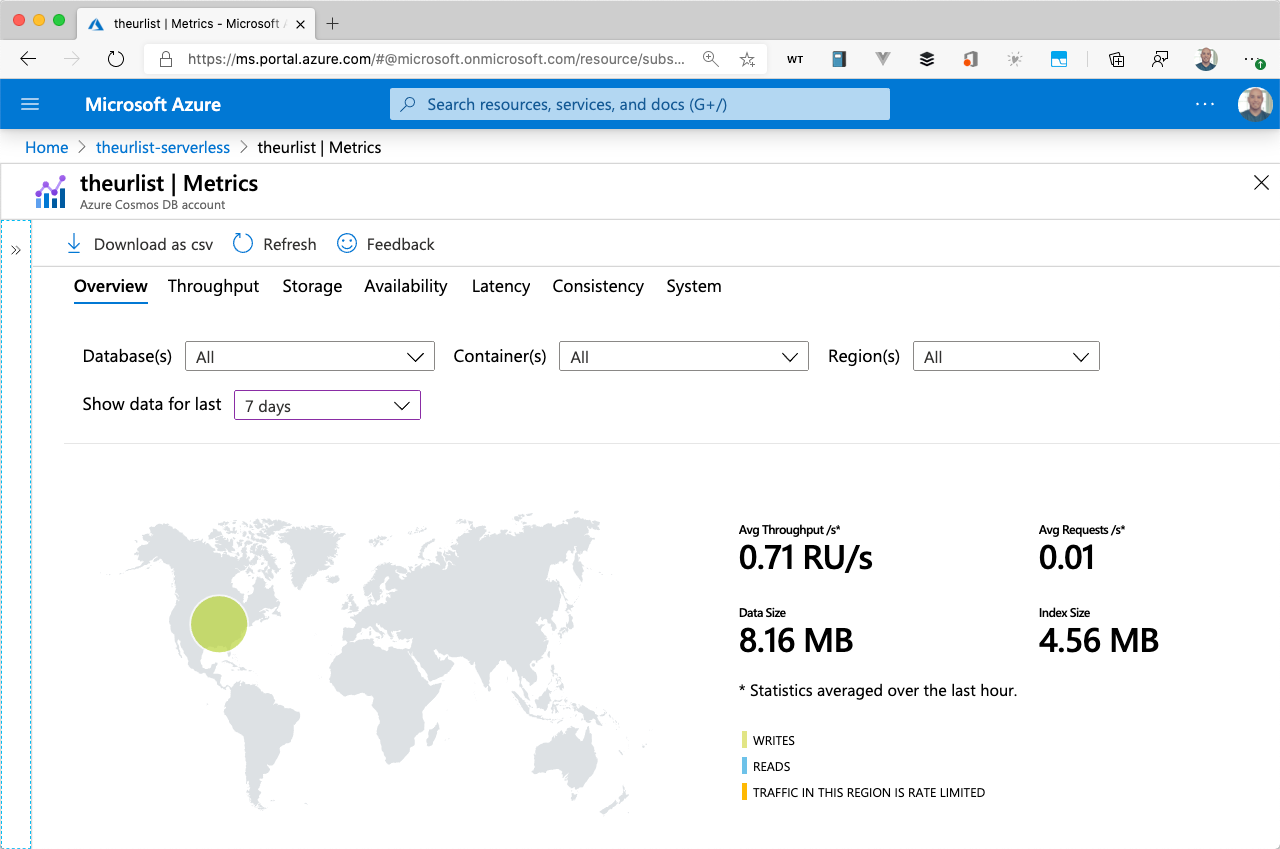 theurlist | Metrics - Microsoft A
https://ms.portal.azure.com/#@microsoft.onmicrosoft.com/resource/subs...
WT
Microsoft Azure
Search resources, services, and docs (G+/)
Home > theurlist-serverless > theurlist | Metrics
theurlist | Metrics
Azure Cosmos DB account
Download as csv Refresh Feedback
Overview Throughput Storage Availability Latency Consistency System
Database(s) All Container(s) All Region(s) All
Show data for last 7 days
Avg Throughput /s* Avg Requests /s*
0.71 RU/s 0.01
Data Size Index Size
8.16 MB 4.56 MB
* Statistics averaged over the last hour.
WRITES
READS
TRAFFIC IN THIS REGION IS RATE LIMITED